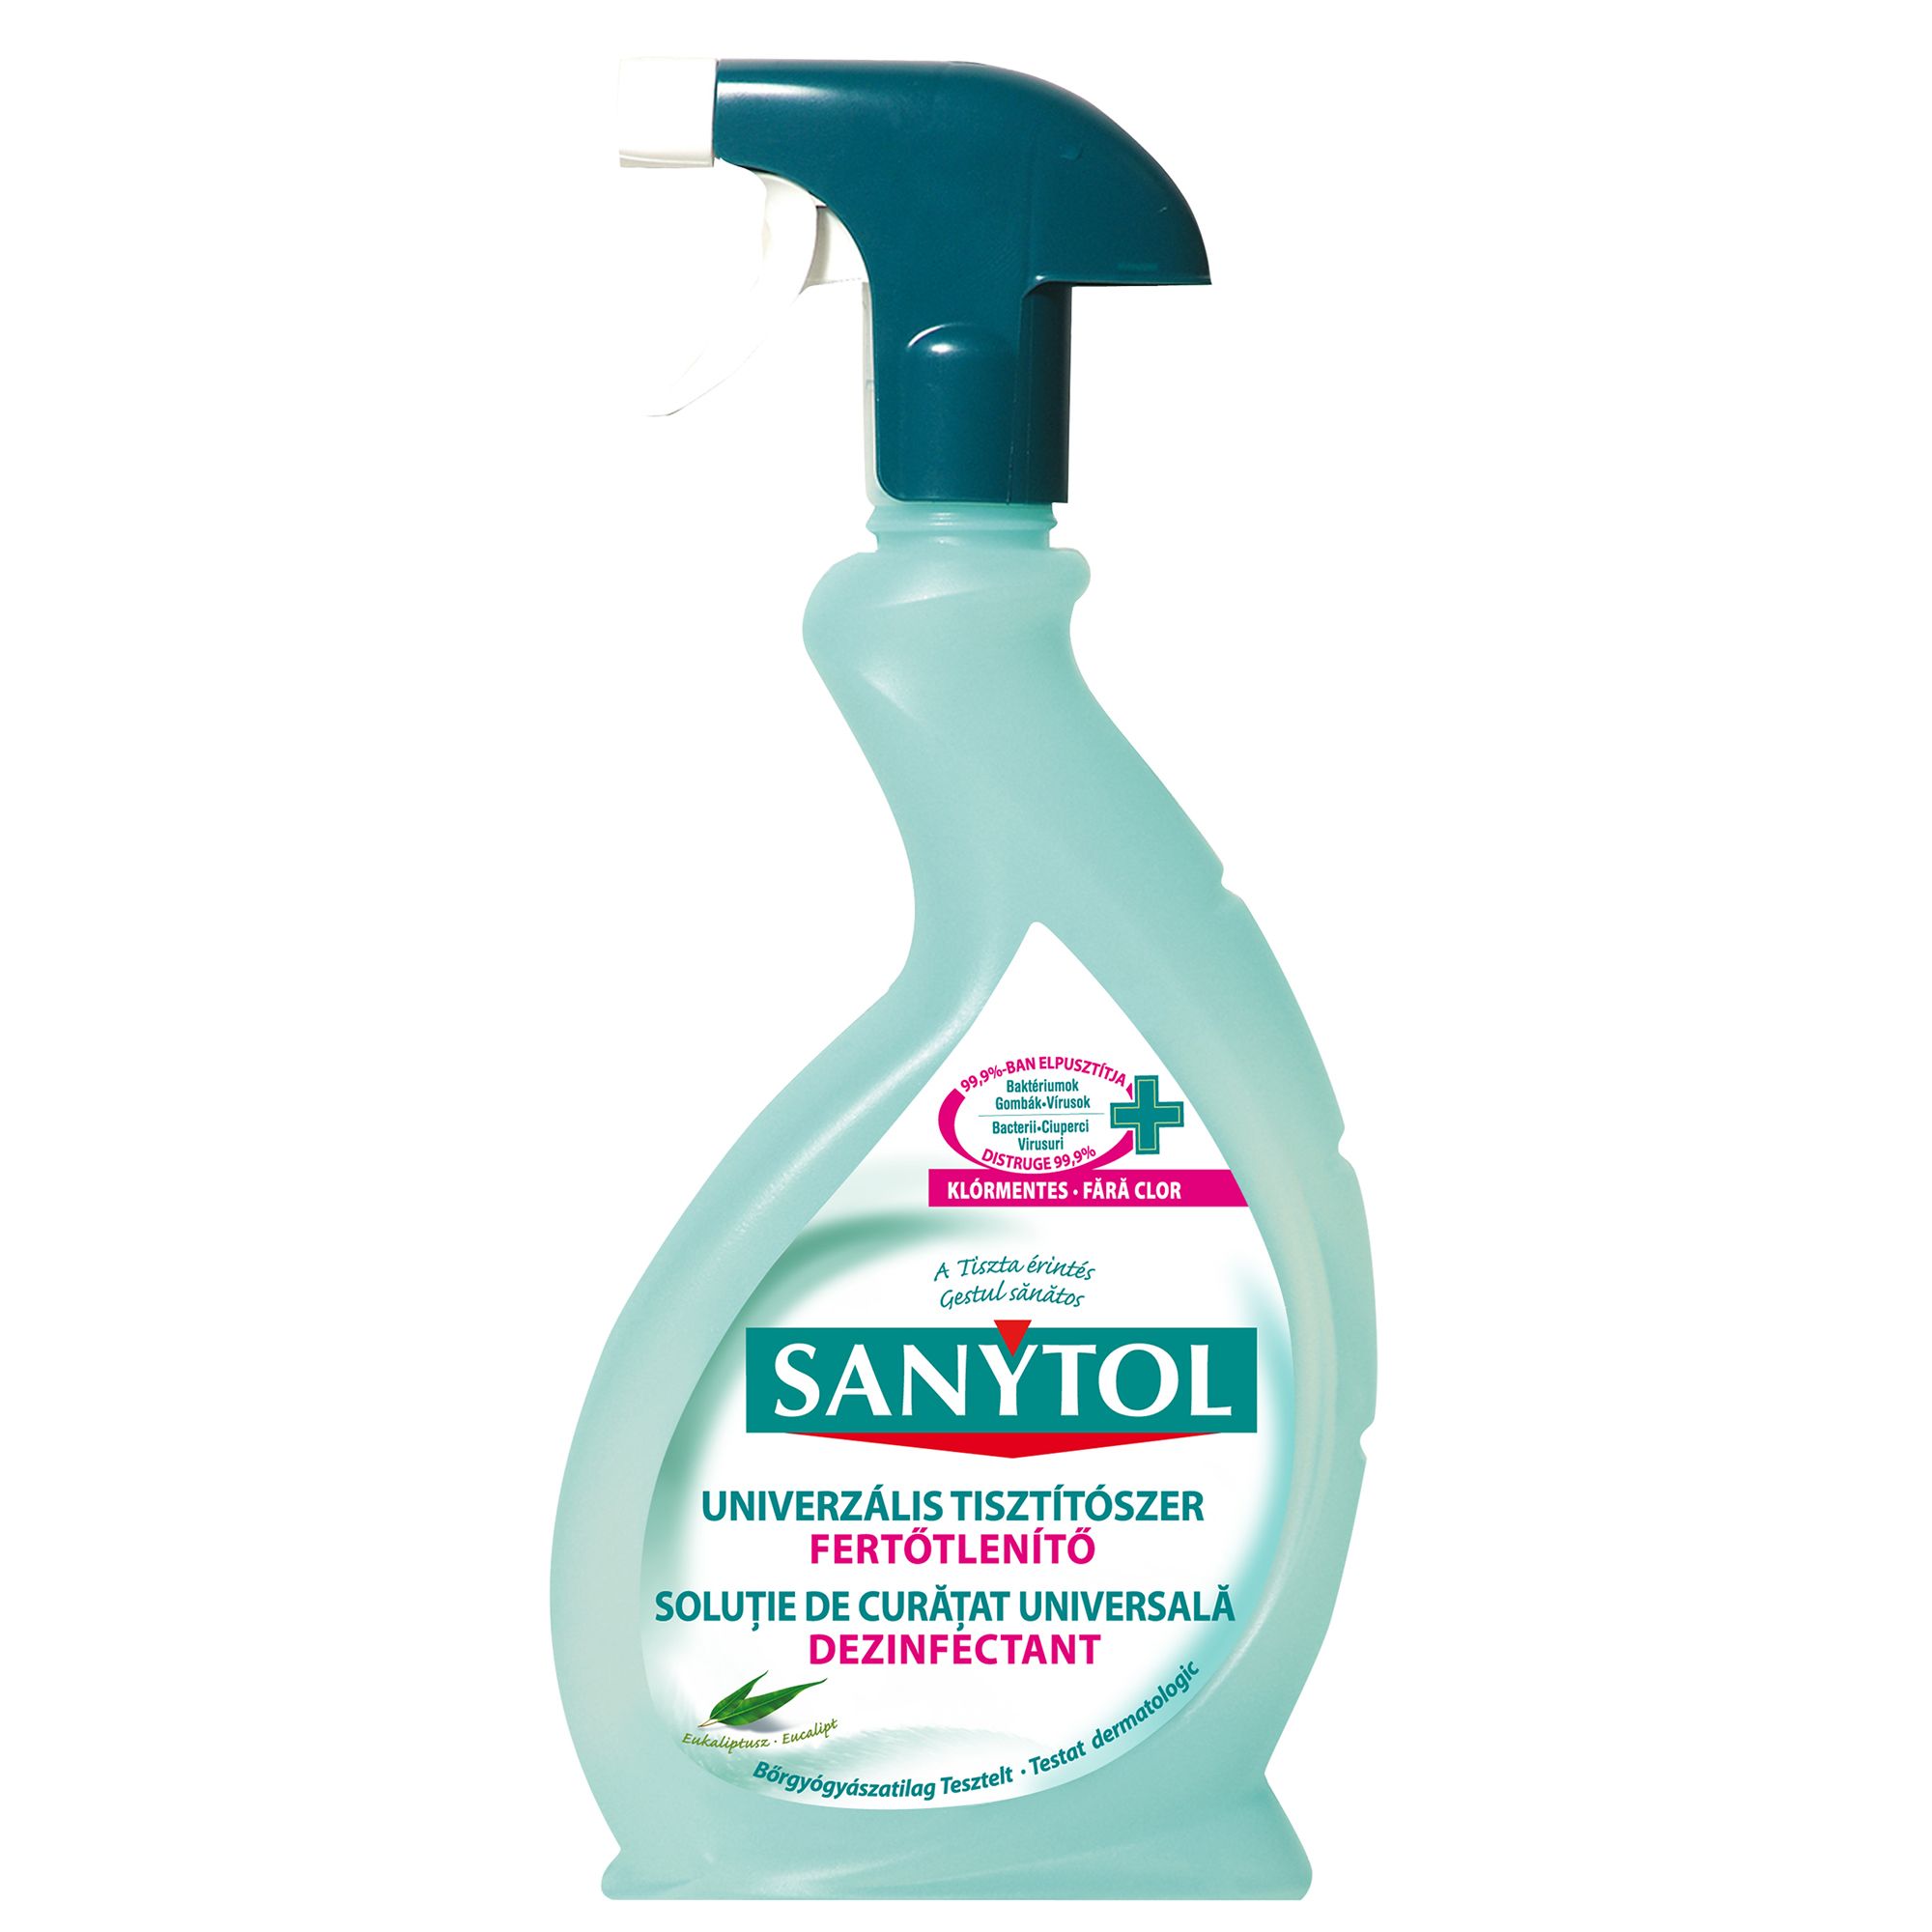 99,9%-BAN ELPUSZTÍTJA
Baktériumok
Gombák•Vírusok
Bacterii•Ciuperci
Virusuri
DISTRUGE 99,9%
KLÓRMENTES • FĂRĂ CLOR
A Tiszta érintés
Gestul sănătos
SANYTOL
UNIVERZÁLIS TISZTÍTÓSZER
FERTŐTLENÍTŐ
SOLUȚIE DE CURĂȚAT UNIVERSALĂ
DEZINFECTANT
Eukaliptusz • Eucalipt
Bőrgyógyászatilag Tesztelt • Testat dermatologic